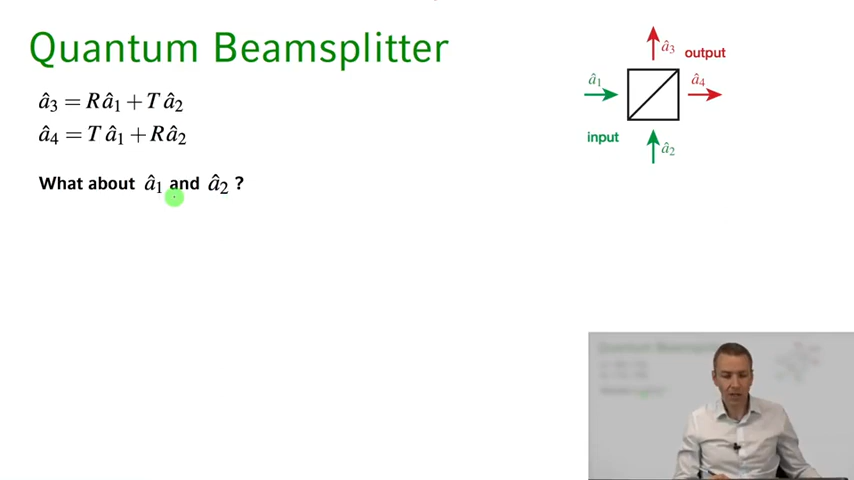 Quantum Beamsplitter
â₃ = Râ₁ + Tâ₂
â₄ = Tâ₁ + Râ₂
What about â₁ and â₂ ?
â₃ output
â₁ â₄
input â₂